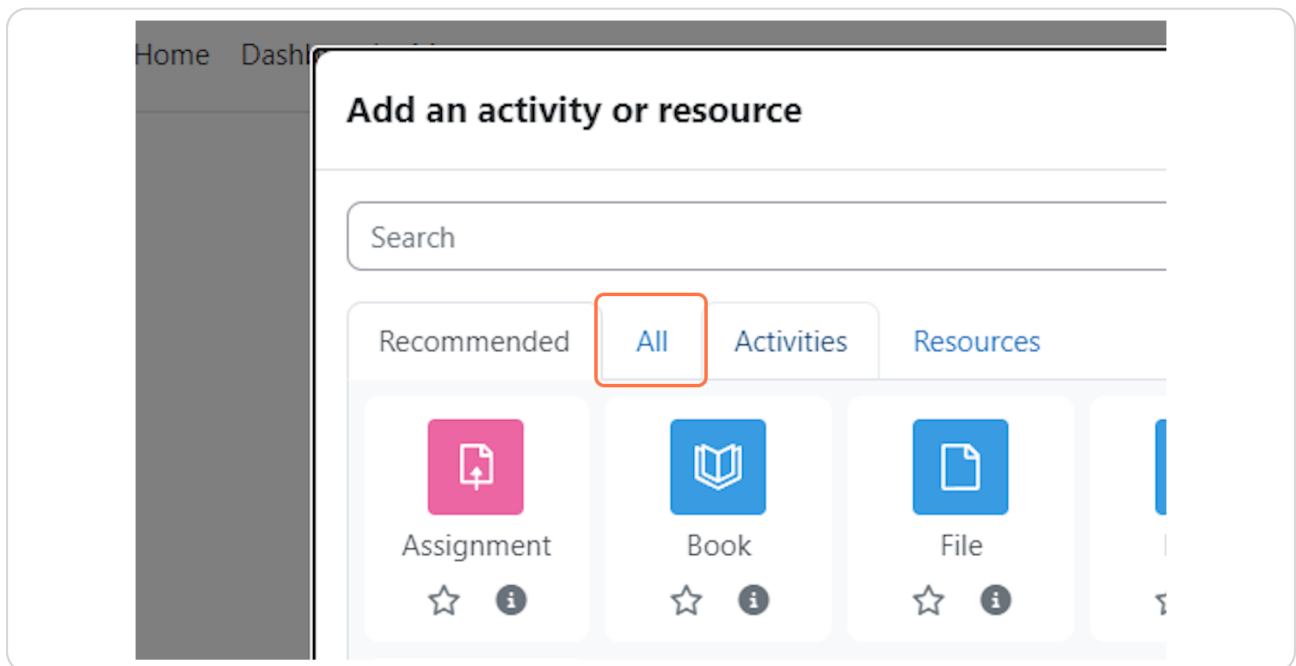 Home
Add an activity or resource
Search
Recommended All Activities Resources
Assignment Book File